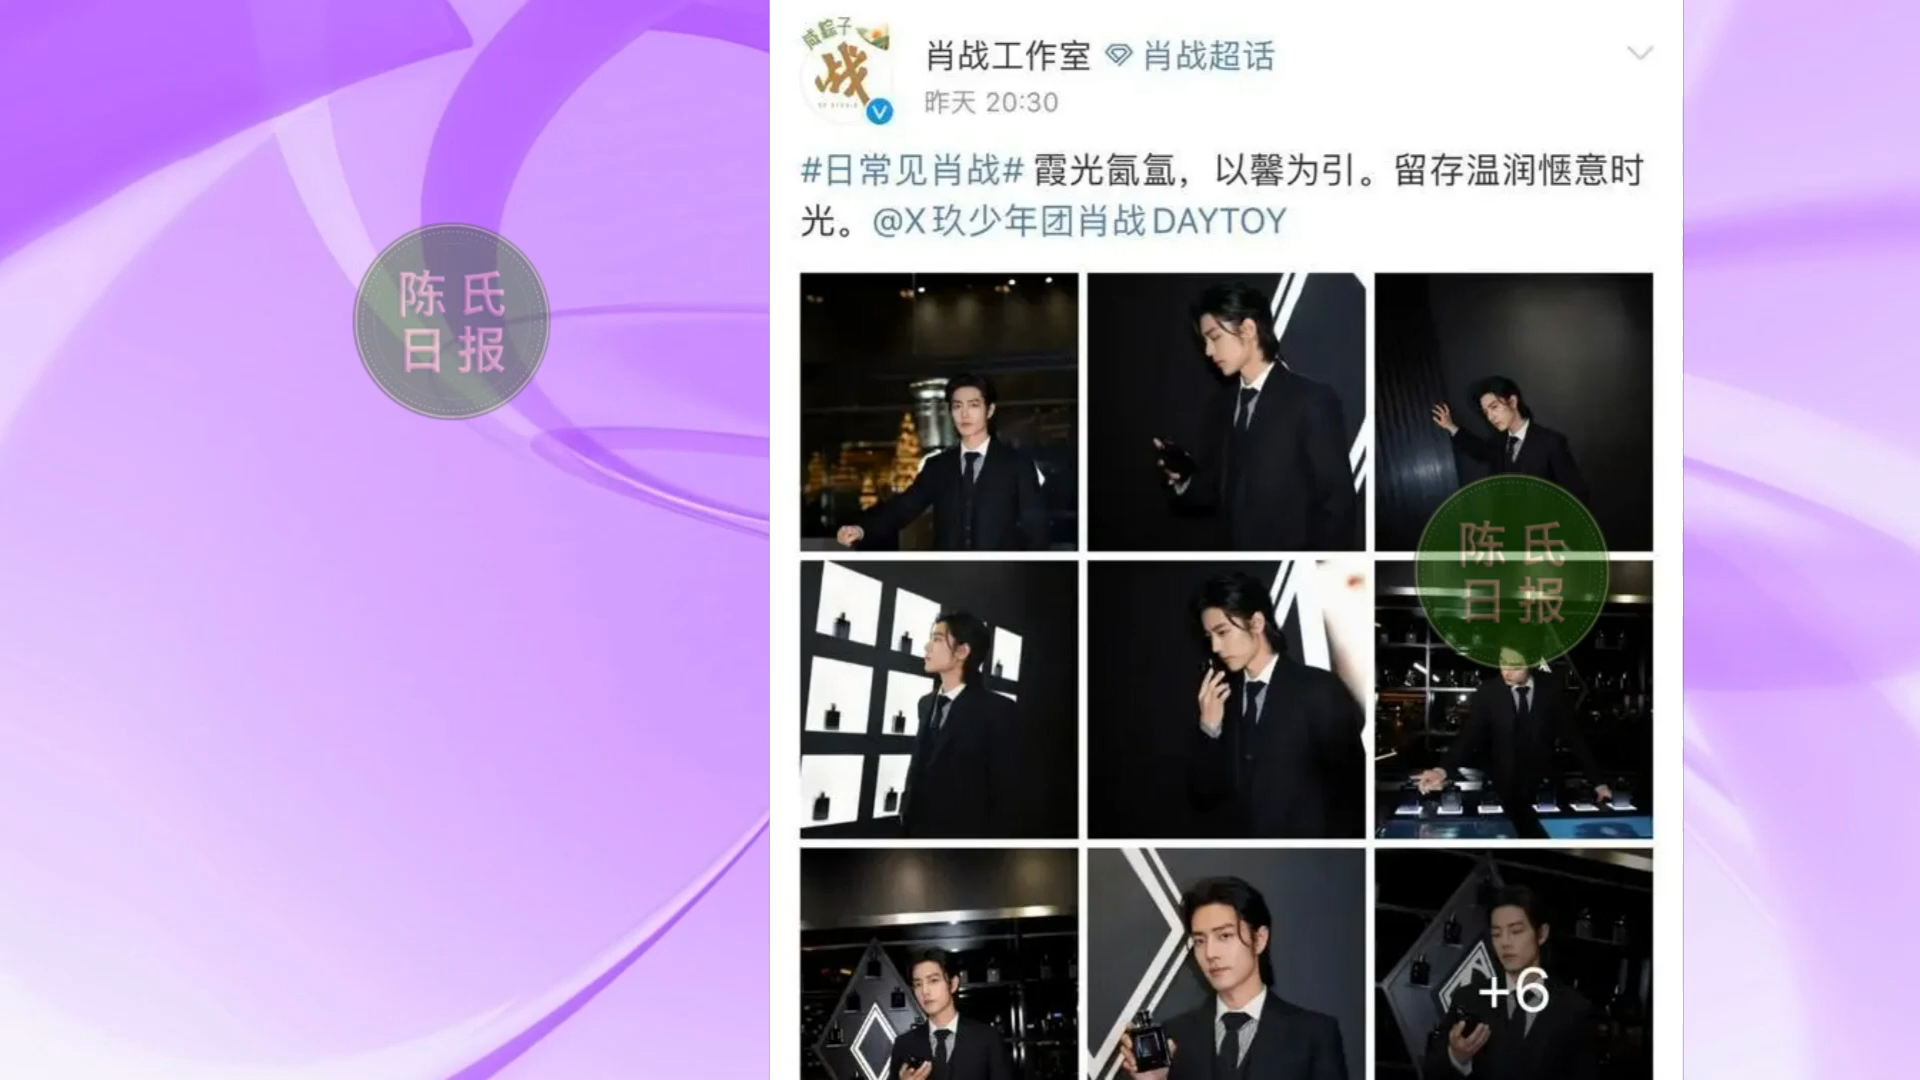 陈氏
日报
咸粽子
战
肖战工作室 肖战超话
昨天 20:30
#日常见肖战# 霞光氤氲，以馨为引。留存温润惬意时
光。@X玖少年团肖战DAYTOY
陈氏
日报
+6